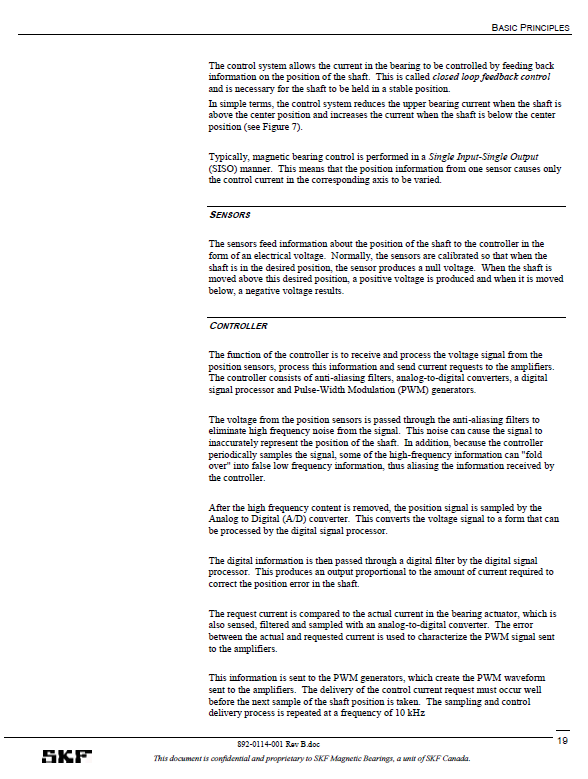 BASIC PRINCIPLES
The control system allows the current in the bearing to be controlled by feeding back
information on the position of the shaft. This is called closed loop feedback control
and is necessary for the shaft to be held in a stable position.
In simple terms, the control system reduces the upper bearing current when the shaft is
above the center position and increases the current when the shaft is below the center
position (see Figure 7).
Typically, magnetic bearing control is performed in a Single Input-Single Output
(SISO) manner. This means that the position information from one sensor causes only
the control current in the corresponding axis to be varied.
SENSORS
The sensors feed information about the position of the shaft to the controller in the
form of an electrical voltage. Normally, the sensors are calibrated so that when the
shaft is in the desired position, the sensor produces a null voltage. When the shaft is
moved above this desired position, a positive voltage is produced and when it is moved
below, a negative voltage results.
CONTROLLER
The function of the controller is to receive and process the voltage signal from the
position sensors, process this information and send current requests to the amplifiers.
The controller consists of anti-aliasing filters, analog-to-digital converters, a digital
signal processor and Pulse-Width Modulation (PWM) generators.
The voltage from the position sensors is passed through the anti-aliasing filters to
eliminate high frequency noise from the signal. This noise can cause the signal to
inaccurately represent the position of the shaft. In addition, because the controller
periodically samples the signal, some of the high-frequency information can "fold
over" into false low frequency information, thus aliasing the information received by
the controller.
After the high frequency content is removed, the position signal is sampled by the
Analog to Digital (A/D) converter. This converts the voltage signal to a form that can
be processed by the digital signal processor.
The digital information is then passed through a digital filter by the digital signal
processor. This produces an output proportional to the amount of current required to
correct the position error in the shaft.
The request current is compared to the actual current in the bearing actuator, which is
also sensed, filtered and sampled with an analog-to-digital converter. The error
between the actual and requested current is used to characterize the PWM signal sent
to the amplifiers.
This information is sent to the PWM generators, which create the PWM waveform
sent to the amplifiers. The delivery of the control current request must occur well
before the next sample of the shaft position is taken. The sampling and control
delivery process is repeated at a frequency of 10 kHz
892-0114-001 Rev B.doc
19
SKF
This document is confidential and proprietary to SKF Magnetic Bearings, a unit of SKF Canada.